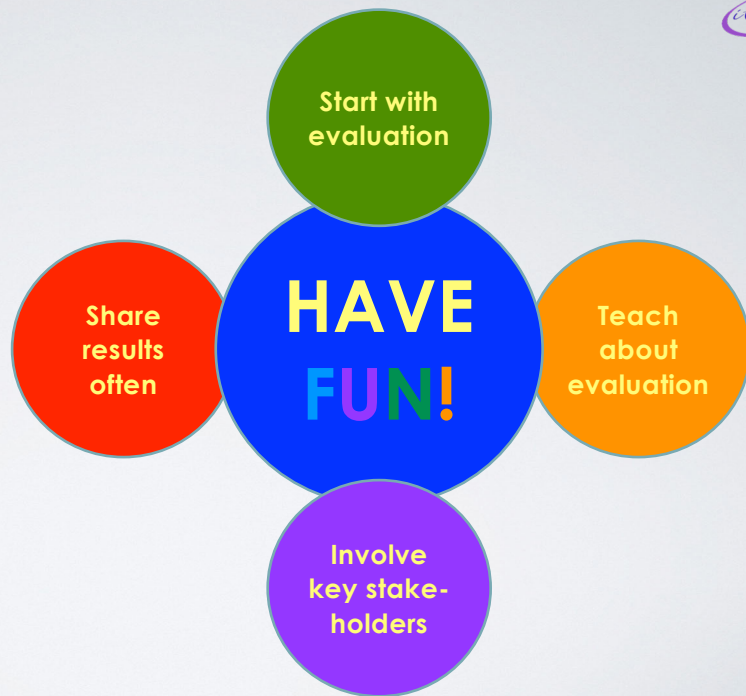 Start with
evaluation
HAVE
FUN!
Share
results
often
Teach
about
evaluation
Involve
key stake-
holders